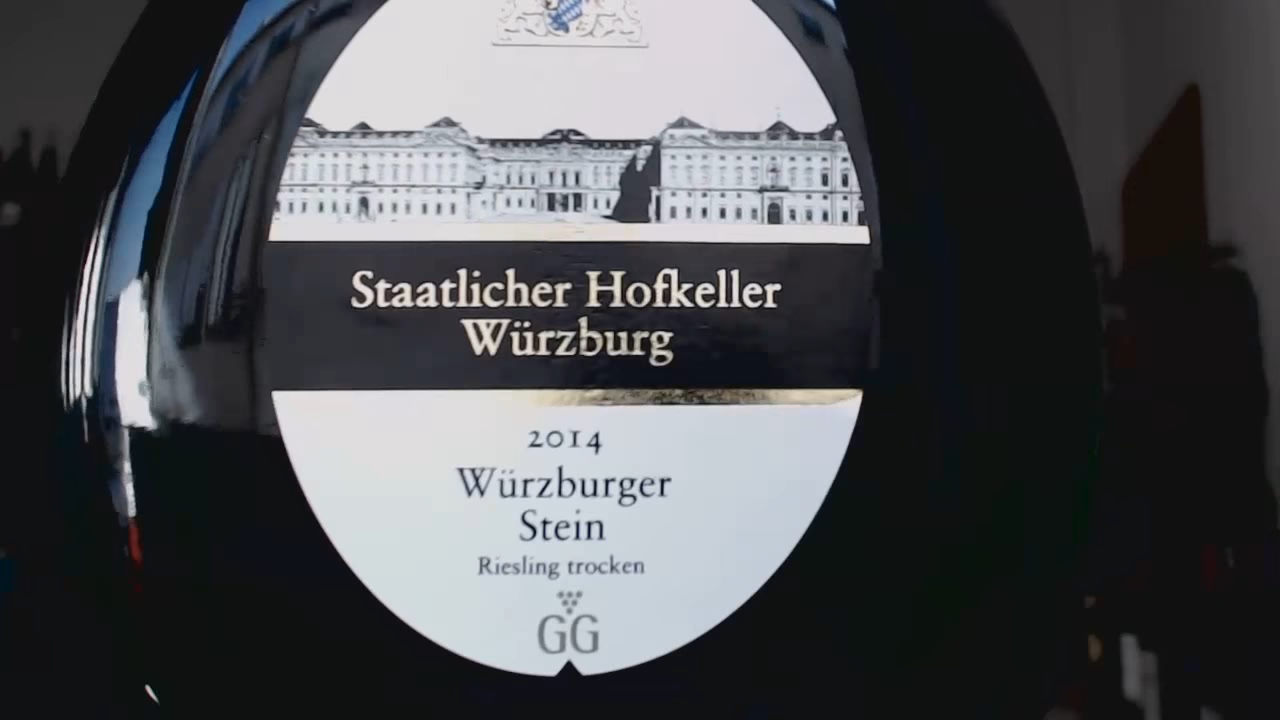 Staatlicher Hofkeller
Würzburg
2014
Würzburger
Stein
Riesling trocken
GG